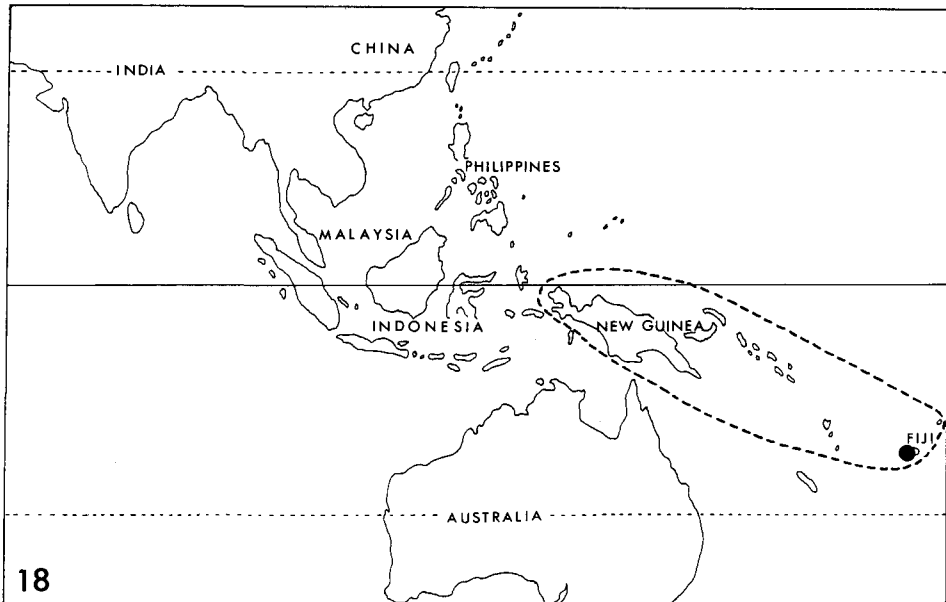 CHINA
INDIA
PHILIPPINES
MALAYSIA
INDONESIA
NEW GUINEA
FIJI
AUSTRALIA
18